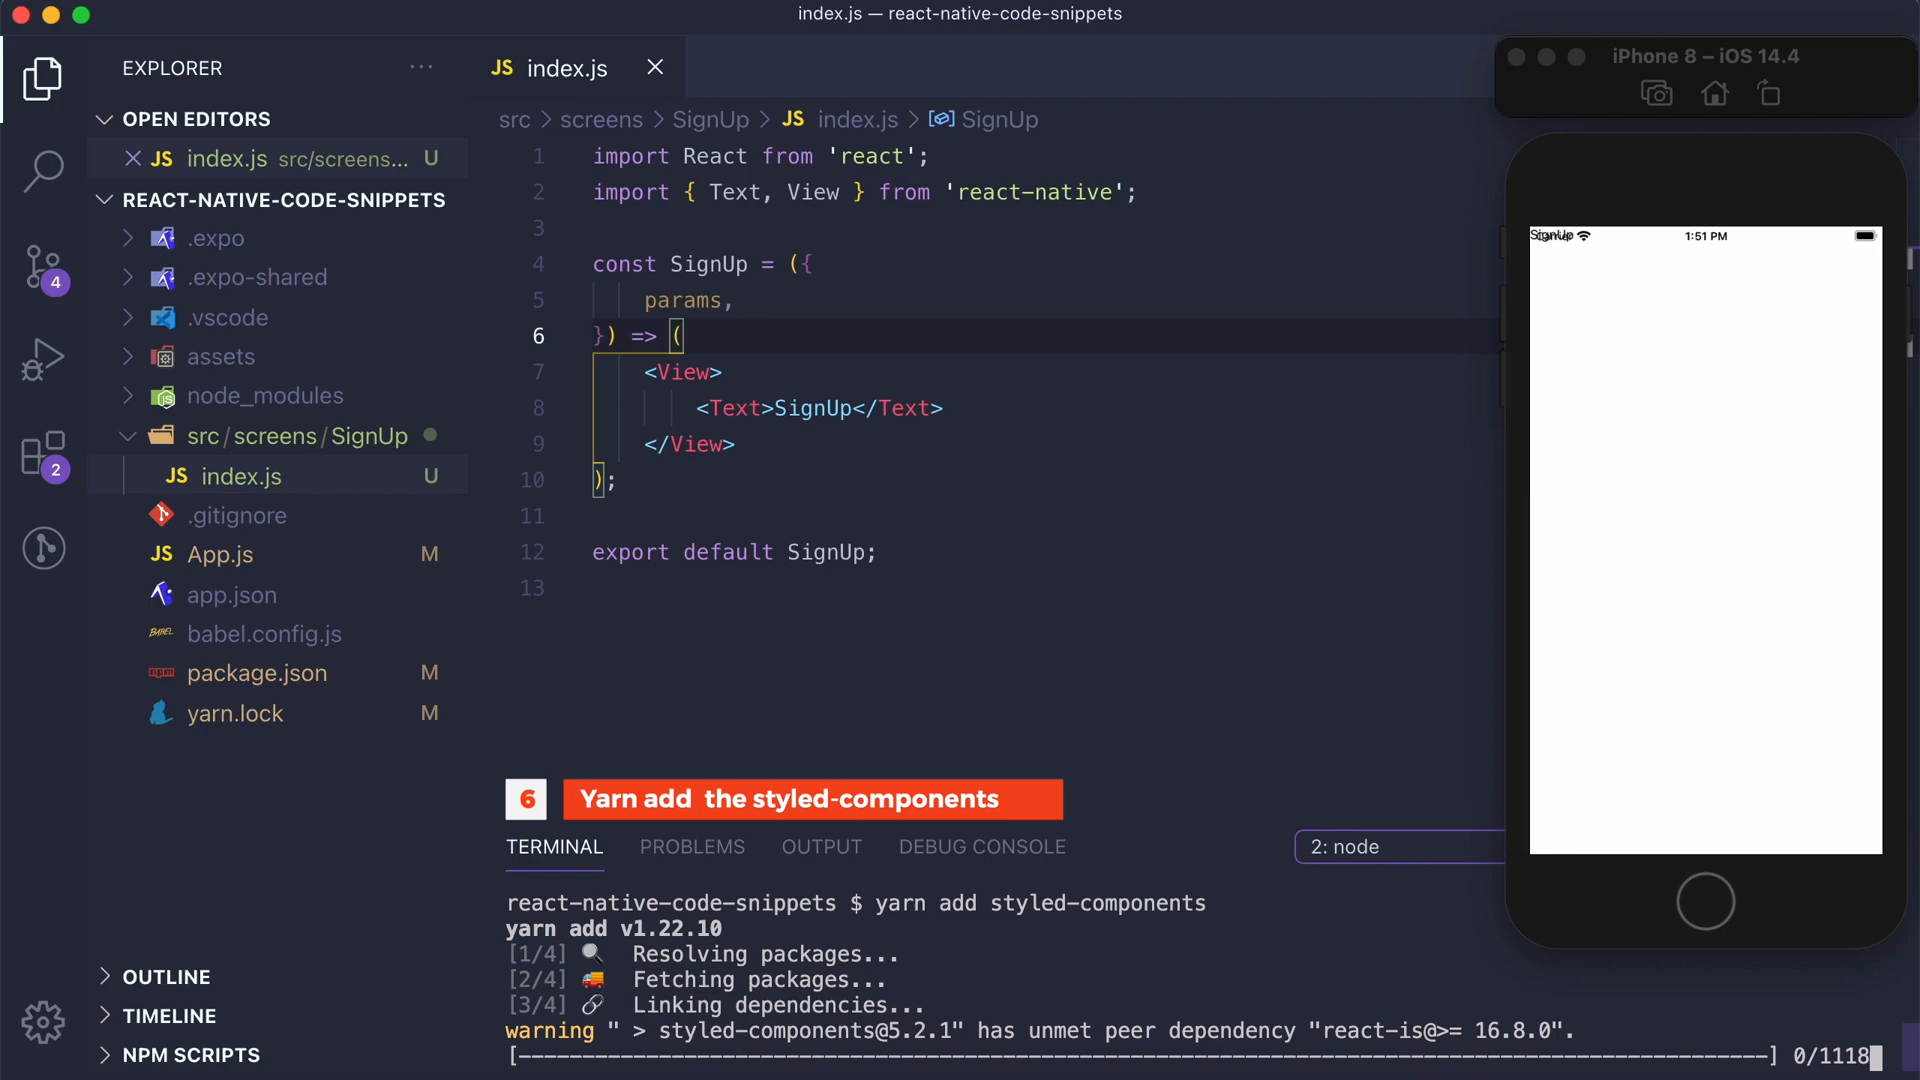 index.js — react-native-code-snippets
EXPLORER
...
OPEN EDITORS
JS index.js src/screens... U
REACT-NATIVE-CODE-SNIPPETS
.expo
.expo-shared
.vscode
assets
node_modules
src/screens/SignUp
JS index.js U
.gitignore
JS App.js M
app.json
BABEL babel.config.js
package.json M
yarn.lock M
OUTLINE
TIMELINE
NPM SCRIPTS
4
2
JS index.js
src > screens > SignUp > JS index.js > SignUp
1 import React from 'react';
2 import { Text, View } from 'react-native';
3
4 const SignUp = ({
5 params,
6 }) => (
7 <View>
8 <Text>SignUp</Text>
9 </View>
10 );
11
12 export default SignUp;
13
6 Yarn add the styled-components
TERMINAL PROBLEMS OUTPUT DEBUG CONSOLE 2: node
react-native-code-snippets $ yarn add styled-components
yarn add v1.22.10
[1/4] 🔍 Resolving packages...
[2/4] 🚚 Fetching packages...
[3/4] 🔗 Linking dependencies...
warning " > styled-components@5.2.1" has unmet peer dependency "react-is@>= 16.8.0".
[--------------------------------------------------------------------------------------------------] 0/1118
iPhone 8 – iOS 14.4
SignUp Carrier 1:51 PM